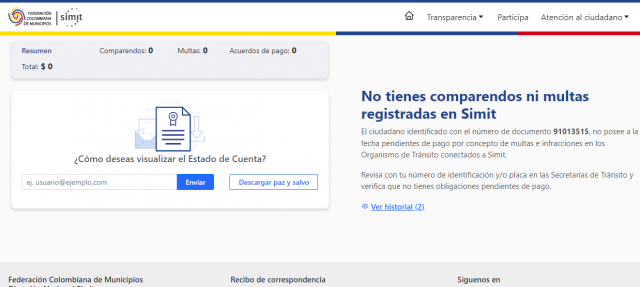 FEDERACIÓN
COLOMBIANA
DE MUNICIPIOS
simit
Transparencia
Participa
Atención al ciudadano
Resumen
Comparendos: 0
Multas: 0
Acuerdos de pago: 0
Total: $ 0
¿Cómo deseas visualizar el Estado de Cuenta?
ej. usuario@ejemplo.com
Enviar
Descargar paz y salvo
No tienes comparendos ni multas
registradas en Simit
El ciudadano identificado con el número de documento 91013515, no posee a la
fecha pendientes de pago por concepto de multas e infracciones en los
Organismo de Tránsito conectados a Simit.
Revisa con tu número de identificación y/o placa en las Secretarías de Tránsito y
verifica que no tienes obligaciones pendientes de pago.
Ver historial (2)
Federación Colombiana de Municipios
Recibo de correspondencia
Síguenos en